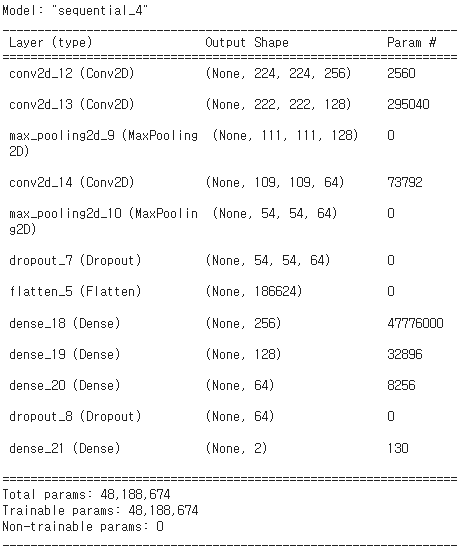 Model: "sequential_4"
_________________________________________________________________
Layer (type) Output Shape Param #
=================================================================
conv2d_12 (Conv2D) (None, 224, 224, 256) 2560
conv2d_13 (Conv2D) (None, 222, 222, 128) 295040
max_pooling2d_9 (MaxPooling (None, 111, 111, 128) 0
2D)
conv2d_14 (Conv2D) (None, 109, 109, 64) 73792
max_pooling2d_10 (MaxPoolin (None, 54, 54, 64) 0
g2D)
dropout_7 (Dropout) (None, 54, 54, 64) 0
flatten_5 (Flatten) (None, 186624) 0
dense_18 (Dense) (None, 256) 47776000
dense_19 (Dense) (None, 128) 32896
dense_20 (Dense) (None, 64) 8256
dropout_8 (Dropout) (None, 64) 0
dense_21 (Dense) (None, 2) 130
=================================================================
Total params: 48,188,674
Trainable params: 48,188,674
Non-trainable params: 0
_________________________________________________________________